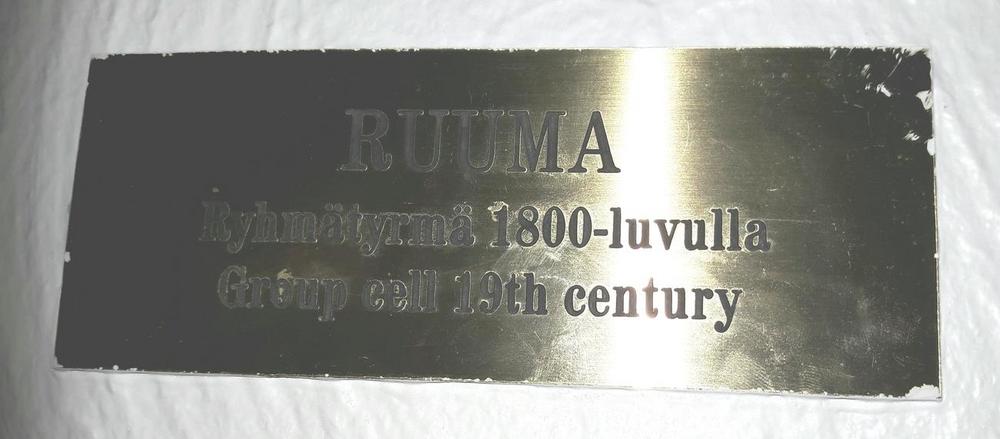 RUUMA
Ryhmätyrmä 1800-luvulla
Group cell 19th century